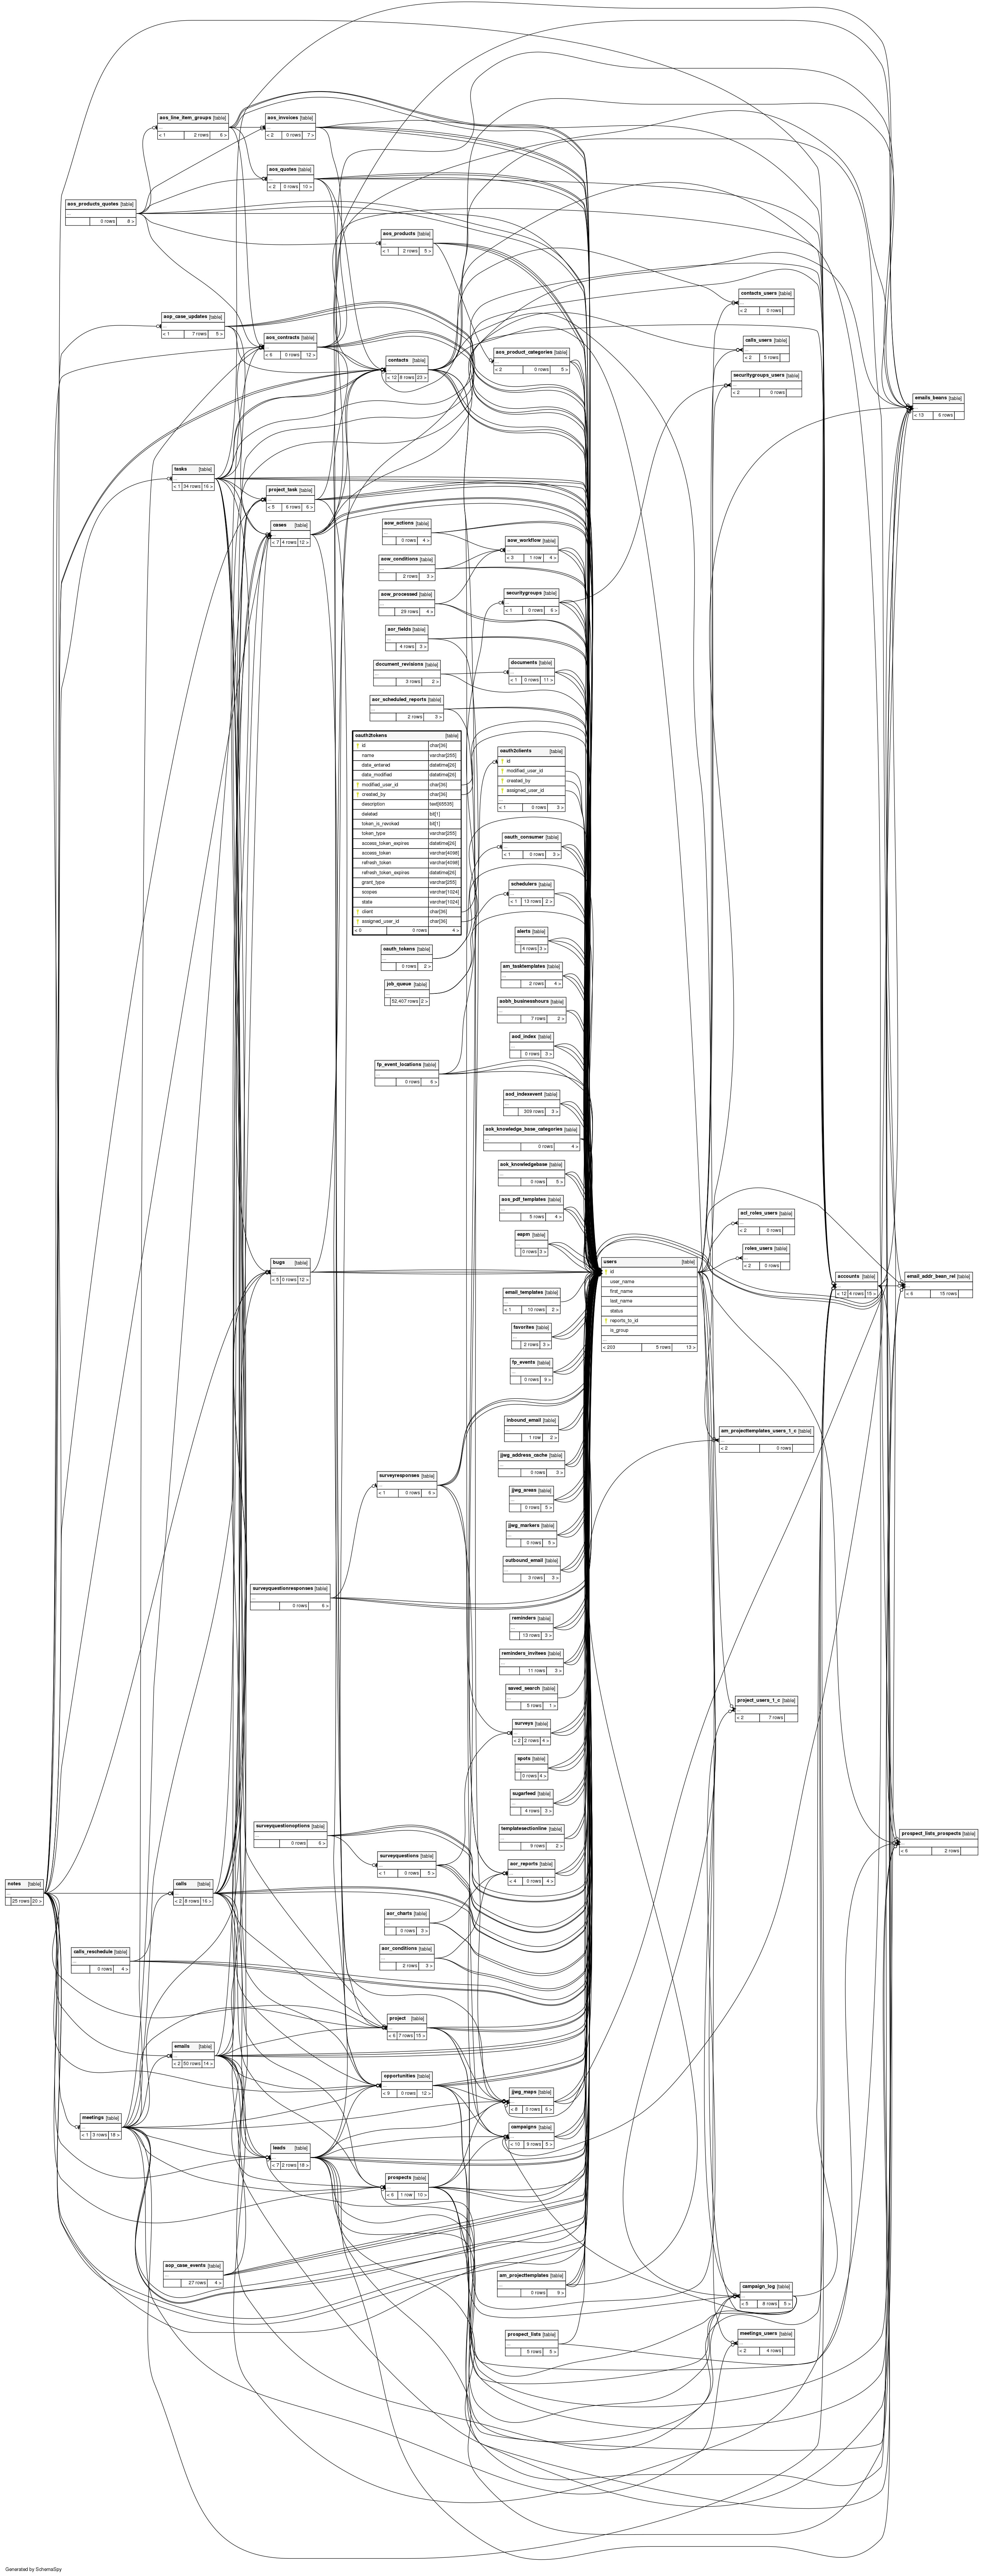 aos_line_item_groups [table]
...
< 1 2 rows 6 >
aos_invoices [table]
...
< 2 0 rows 7 >
aos_quotes [table]
...
< 2 0 rows 10 >
aos_products_quotes [table]
...
0 rows 8 >
aos_products [table]
...
< 1 2 rows 5 >
contacts_users [table]
...
< 2 0 rows
aop_case_updates [table]
...
< 1 7 rows 5 >
aos_contracts [table]
...
< 6 0 rows 12 >
calls_users [table]
...
< 2 5 rows
contacts [table]
...
< 12 8 rows 23 >
aos_product_categories [table]
...
< 2 0 rows 5 >
securitygroups_users [table]
...
< 2 0 rows
emails_beans [table]
...
< 13 6 rows
tasks [table]
...
< 1 34 rows 16 >
project_task [table]
...
< 5 6 rows 6 >
cases [table]
...
< 7 4 rows 12 >
aow_actions [table]
...
0 rows 4 >
aow_workflow [table]
...
< 3 1 row 4 >
aow_conditions [table]
...
2 rows 3 >
aow_processed [table]
...
29 rows 4 >
securitygroups [table]
...
< 1 0 rows 6 >
aor_fields [table]
...
4 rows 3 >
document_revisions [table]
...
3 rows 2 >
documents [table]
...
< 1 0 rows 11 >
aor_scheduled_reports [table]
...
2 rows 3 >
oauth2tokens [table]
id char[36]
name varchar[255]
date_entered datetime[26]
date_modified datetime[26]
modified_user_id char[36]
created_by char[36]
description text[65535]
deleted bit[1]
token_is_revoked bit[1]
token_type varchar[255]
access_token_expires datetime[26]
access_token varchar[4098]
refresh_token varchar[4098]
refresh_token_expires datetime[26]
grant_type varchar[255]
scopes varchar[1024]
state varchar[1024]
client char[36]
assigned_user_id char[36]
< 0 0 rows 4 >
oauth2clients [table]
id
modified_user_id
created_by
assigned_user_id
...
< 1 0 rows 3 >
oauth_consumer [table]
...
< 1 0 rows 3 >
schedulers [table]
...
< 1 13 rows 2 >
alerts [table]
...
4 rows 3 >
oauth_tokens [table]
...
0 rows 2 >
am_tasktemplates [table]
...
2 rows 4 >
job_queue [table]
...
52.407 rows 2 >
aobh_businesshours [table]
...
7 rows 2 >
aod_index [table]
...
0 rows 3 >
fp_event_locations [table]
...
0 rows 6 >
aod_indexevent [table]
...
309 rows 3 >
aok_knowledge_base_categories [table]
...
0 rows 4 >
aok_knowledgebase [table]
...
0 rows 5 >
aos_pdf_templates [table]
...
5 rows 4 >
eapm [table]
...
0 rows 3 >
acl_roles_users [table]
...
< 2 0 rows
roles_users [table]
...
< 2 0 rows
bugs [table]
...
< 5 0 rows 12 >
users [table]
id
user_name
first_name
last_name
status
reports_to_id
is_group
...
< 203 5 rows 13 >
accounts [table]
...
< 12 4 rows 15 >
email_addr_bean_rel [table]
...
< 6 15 rows
email_templates [table]
...
< 1 10 rows 2 >
favorites [table]
...
2 rows 3 >
fp_events [table]
...
0 rows 9 >
inbound_email [table]
...
1 row 2 >
am_projecttemplates_users_1_c [table]
...
< 2 0 rows
jjwg_address_cache [table]
...
0 rows 3 >
surveyresponses [table]
...
< 1 0 rows 6 >
jjwg_areas [table]
...
0 rows 5 >
jjwg_markers [table]
...
0 rows 5 >
outbound_email [table]
...
3 rows 3 >
surveyquestionresponses [table]
...
0 rows 6 >
reminders [table]
...
13 rows 3 >
reminders_invitees [table]
...
11 rows 3 >
saved_search [table]
...
5 rows 1 >
project_users_1_c [table]
...
< 2 7 rows
surveys [table]
...
< 2 2 rows 4 >
spots [table]
...
0 rows 4 >
sugarfeed [table]
...
4 rows 3 >
surveyquestionoptions [table]
...
0 rows 6 >
templatesectionline [table]
...
9 rows 2 >
prospect_lists_prospects [table]
...
< 9 2 rows
surveyquestions [table]
...
< 1 0 rows 5 >
aor_reports [table]
...
< 4 0 rows 4 >
notes [table]
...
25 rows 20 >
calls [table]
...
< 2 8 rows 16 >
aor_charts [table]
...
0 rows 3 >
calls_reschedule [table]
...
0 rows 4 >
aor_conditions [table]
...
2 rows 3 >
project [table]
...
< 6 7 rows 15 >
emails [table]
...
< 2 50 rows 14 >
opportunities [table]
...
< 9 0 rows 12 >
jjwg_maps [table]
...
< 8 0 rows 6 >
meetings [table]
...
< 1 3 rows 18 >
campaigns [table]
...
< 10 9 rows 5 >
leads [table]
...
< 7 2 rows 18 >
prospects [table]
...
< 6 1 row 10 >
aop_case_events [table]
...
27 rows 4 >
am_projecttemplates [table]
...
0 rows 9 >
campaign_log [table]
...
< 5 8 rows 5 >
prospect_lists [table]
...
5 rows 5 >
meetings_users [table]
...
< 2 4 rows
Generated by SchemaSpy